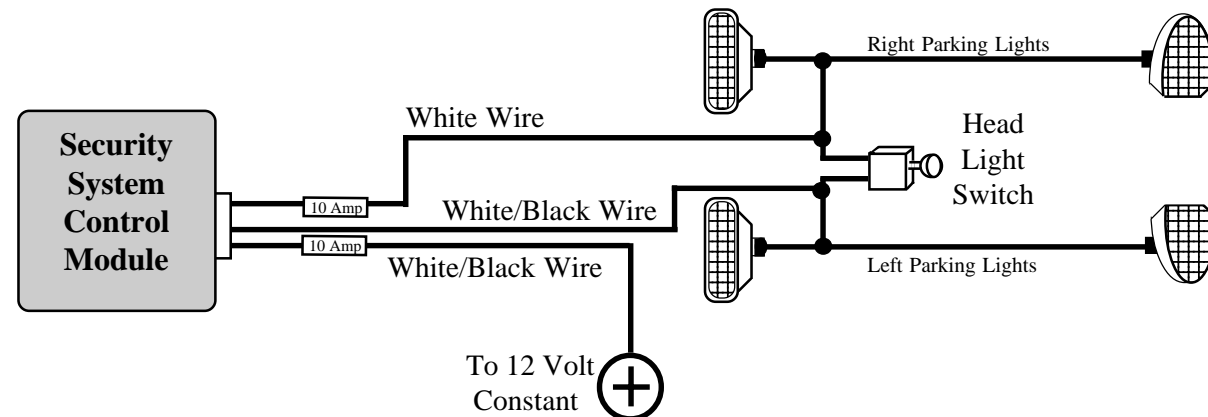 Security
System
Control
Module
White Wire
10 Amp
White/Black Wire
10 Amp
White/Black Wire
To 12 Volt
Constant
Right Parking Lights
Head
Light
Switch
Left Parking Lights